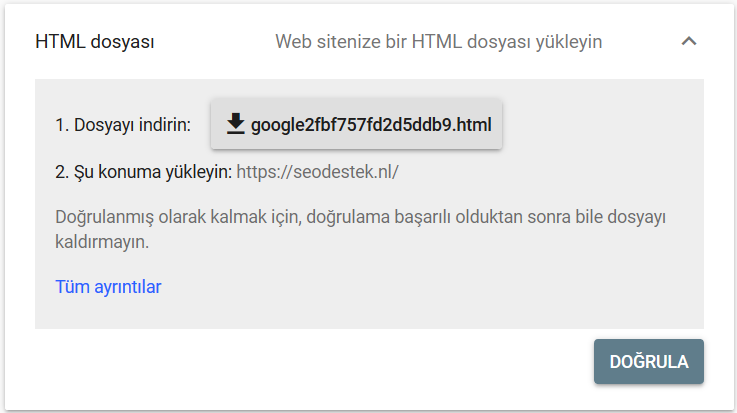 HTML dosyası Web sitenize bir HTML dosyası yükleyin
1. Dosyayı indirin: google2fbf757fd2d5ddb9.html
2. Şu konuma yükleyin: https://seodestek.nl/
Doğrulanmış olarak kalmak için, doğrulama başarılı olduktan sonra bile dosyayı
kaldırmayın.
Tüm ayrıntılar
DOĞRULA